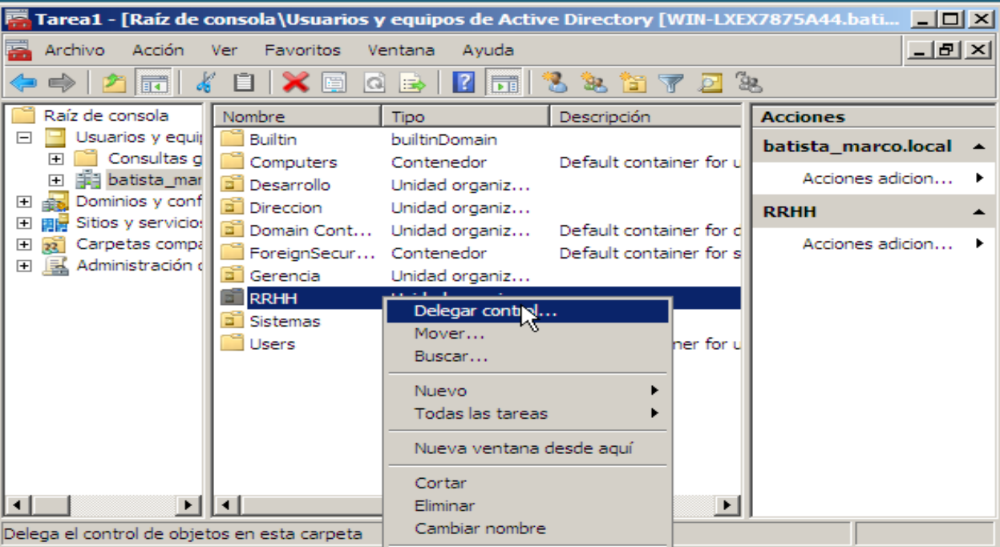 Tarea1 - [Raíz de consola\Usuarios y equipos de Active Directory [WIN-LXEX7875A44.bati...
Archivo Acción Ver Favoritos Ventana Ayuda
Raíz de consola
Usuarios y equip
Consultas g
batista_mar
Dominios y conf
Sitios y servicio
Carpetas compa
Administración
Nombre Tipo Descripción
Builtin builtinDomain
Computers Contenedor Default container for u
Desarrollo Unidad organiz...
Direccion Unidad organiz...
Domain Cont... Unidad organiz... Default container for d
ForeignSecur... Contenedor Default container for s
Gerencia Unidad organiz...
RRHH
Sistemas
Users ner for u
Delegar control...
Mover...
Buscar...
Nuevo
Todas las tareas
Nueva ventana desde aquí
Cortar
Eliminar
Cambiar nombre
Acciones
batista_marco.local
Acciones adicion...
RRHH
Acciones adicion...
Delega el control de objetos en esta carpeta